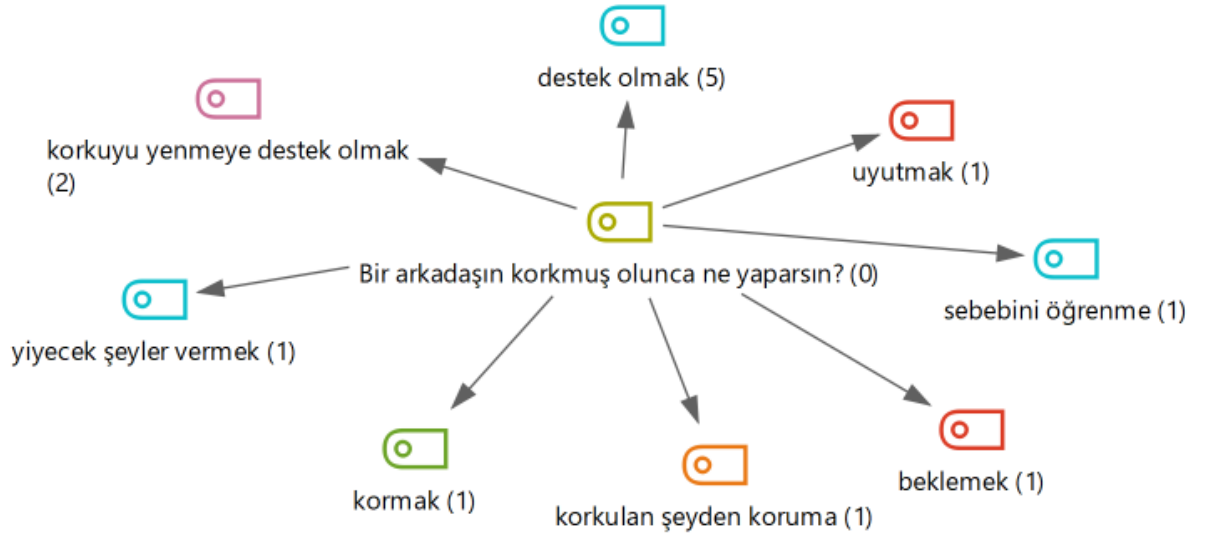 destek olmak (5)
korkuyu yenmeye destek olmak
(2)
uyutmak (1)
Bir arkadaşın korkmuş olunca ne yaparsın? (0)
sebebini öğrenme (1)
yiyecek şeyler vermek (1)
kormak (1)
korkulan şeyden koruma (1)
beklemek (1)